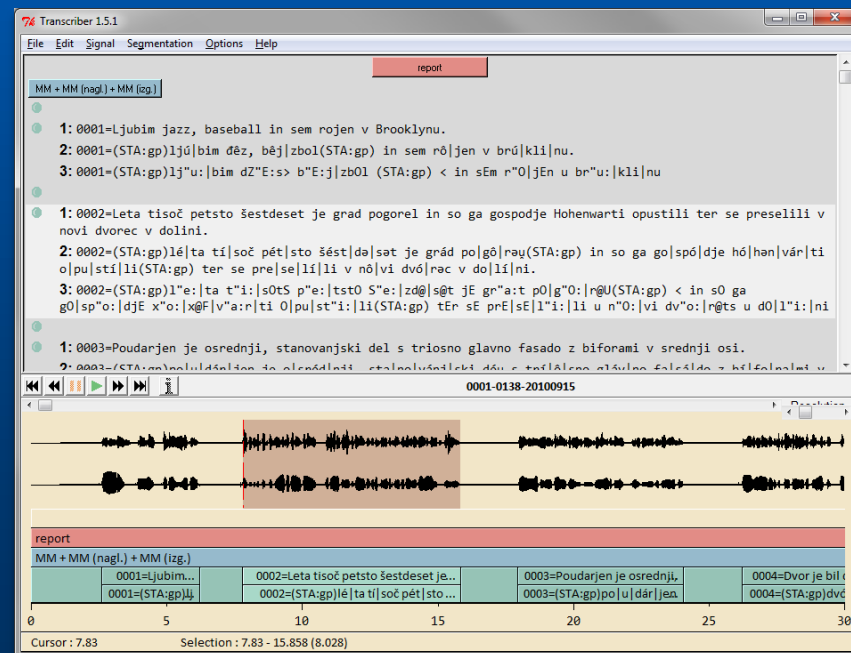 Transcriber 1.5.1
File Edit Signal Segmentation Options Help
report
MM + MM (nagl.) + MM (izg.)
1: 0001=Ljubim jazz, baseball in sem rojen v Brooklynu.
2: 0001=(STA:gp)ljú|bim džêz, béj|zbol(STA:gp) in sem rô|jen v brú|kli|nu.
3: 0001=(STA:gp)lj"u:|bim dZ"E:s> b"E:j|zbOl (STA:gp) < in sEm r"O|jEn u br"u:|kli|nu
1: 0002=Leta tisoč petsto šestdeset je grad pogorel in so ga gospodje Hohenwarti opustili ter se preselili v
novi dvorec v dolini.
2: 0002=(STA:gp)lé|ta tí|soč pét|sto šést|də|sət je grád po|gô|rəu̯(STA:gp) in so ga go|spó|dje hó|hən|vár|ti
o|pu|stí|li(STA:gp) ter se pre|se|lí|li v nô|vi dvó|rəc v do|lí|ni.
3: 0002=(STA:gp)l"e:|ta t"i:|sOtS p"e:|tstO S"e:|zd@|s@t jE gr"a:t pO|g"O:|r@U(STA:gp) < in sO ga
gO|sp"o:|djE x"o:|x@F|v"a:r|ti O|pu|st"i:|li(STA:gp) tEr sE prE|sE|l"i:|li u n"O:|vi dv"o:|r@ts u dO|l"i:|ni
1: 0003=Poudarjen je osrednji, stanovanjski del s triosno glavno fasado z biforami v srednji osi.
0001-0138-20100915
report
MM + MM (nagl.) + MM (izg.)
0001=Ljubim... 0002=Leta tisoč petsto šestdeset je... 0003=Poudarjen je osrednji, 0004=Dvor je bil
0001=(STA:gp)lj 0002=(STA:gp)lé|ta tí|soč pét|sto ... 0003=(STA:gp)po|u|dár|jen 0004=(STA:gp)dvó
0 5 10 15 20 25 30
Cursor : 7.83 Selection : 7.83 - 15.858 (8.028)